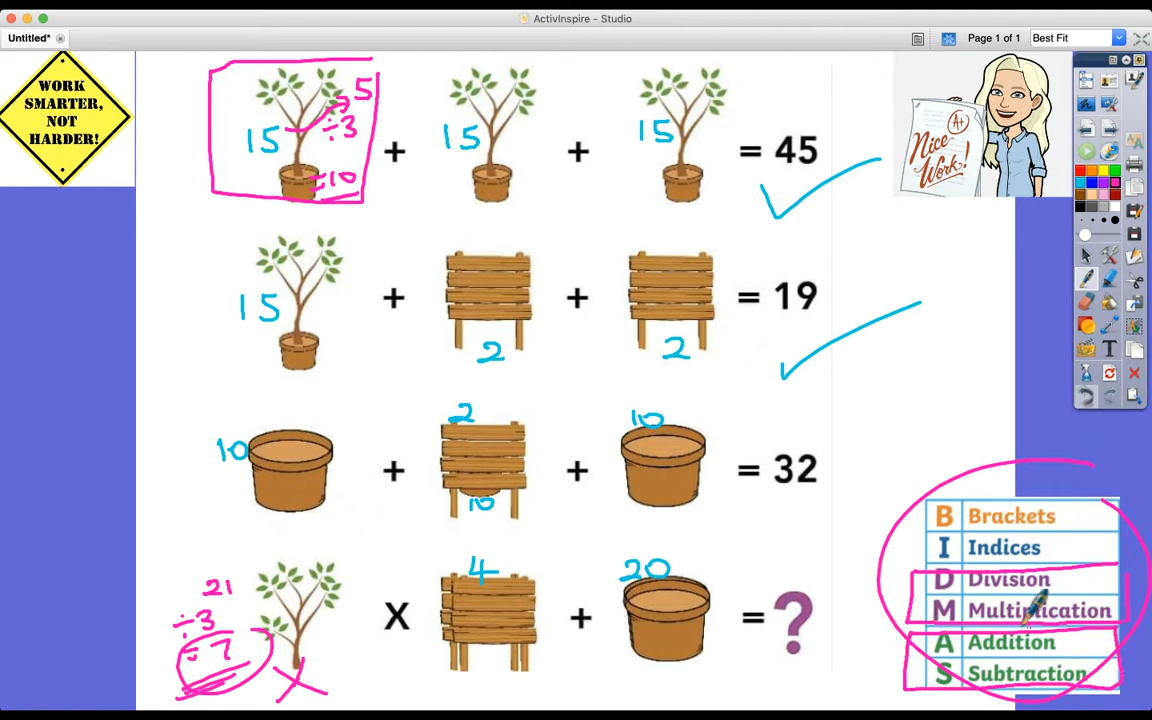 ActivInspire - Studio
Untitled*
Page 1 of 1
Best Fit
WORK
SMARTER,
NOT
HARDER!
15 ÷3 5 =10 + 15 + 15 = 45
A+
Nice
Work!
15 + 2 + 2 = 19
10 + 2 10 + 10 = 32
21 ÷3 = 7 X 4 + 20 = ?
B Brackets
I Indices
D Division
M Multiplication
A Addition
S Subtraction